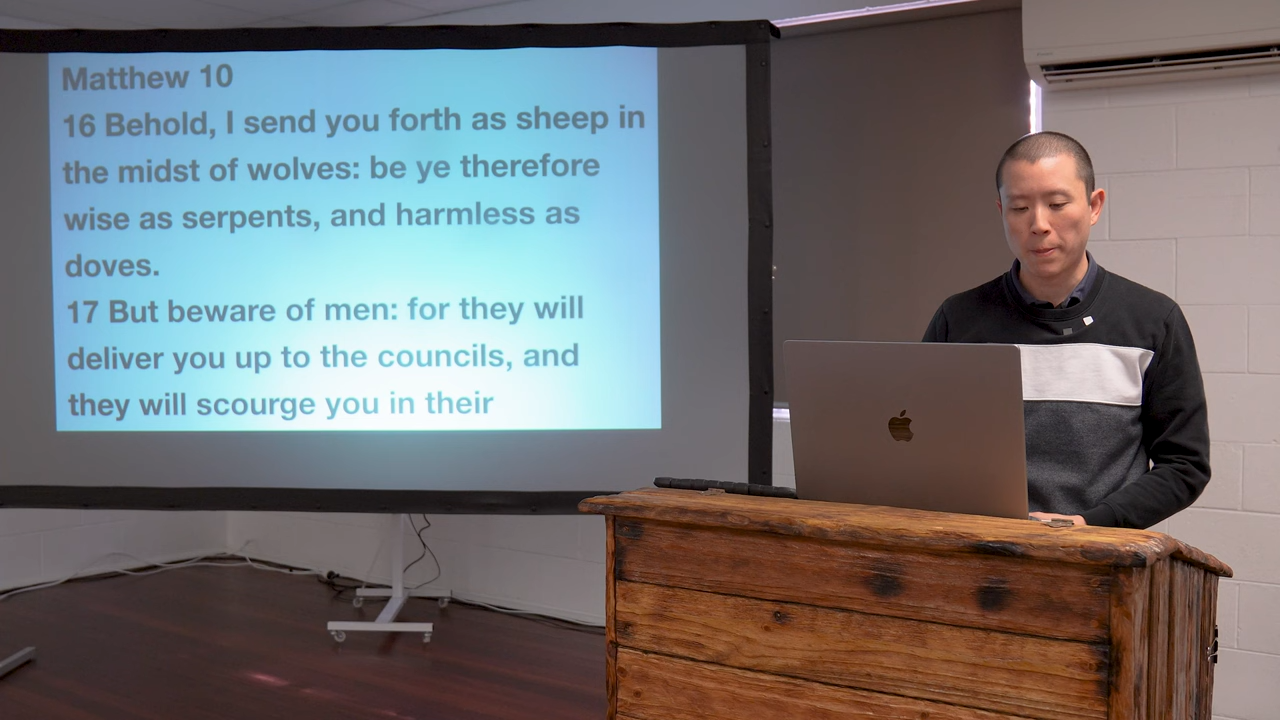 Matthew 10
16 Behold, I send you forth as sheep in
the midst of wolves: be ye therefore
wise as serpents, and harmless as
doves.
17 But beware of men: for they will
deliver you up to the councils, and
they will scourge you in their